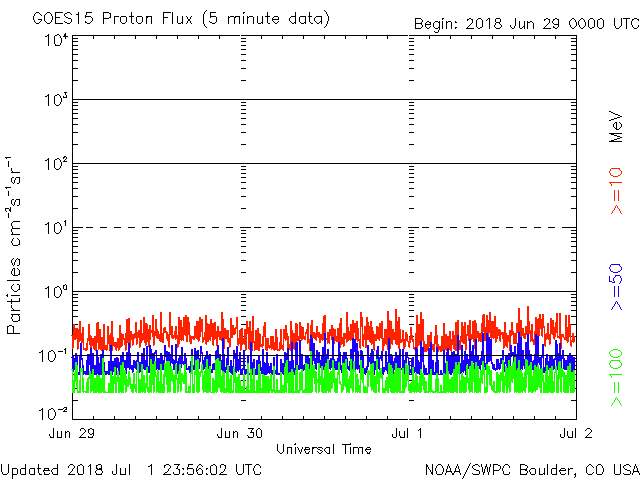 GOES15 Proton Flux (5 minute data)
Begin: 2018 Jun 29 0000 UTC
Particles cm⁻²s⁻¹sr⁻¹
10⁴
10³
10²
10¹
10⁰
10⁻¹
10⁻²
Jun 29
Jun 30
Jul 1
Jul 2
Universal Time
>=10
>=50
>=100
MeV
Updated 2018 Jul 1 23:56:02 UTC
NOAA/SWPC Boulder, CO USA